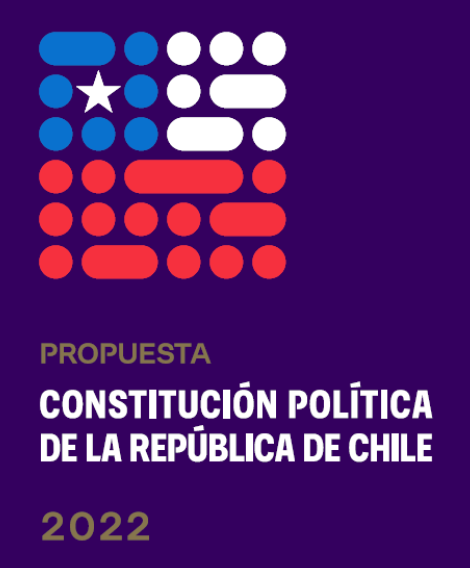 PROPUESTA
CONSTITUCIÓN POLÍTICA
DE LA REPÚBLICA DE CHILE
2022